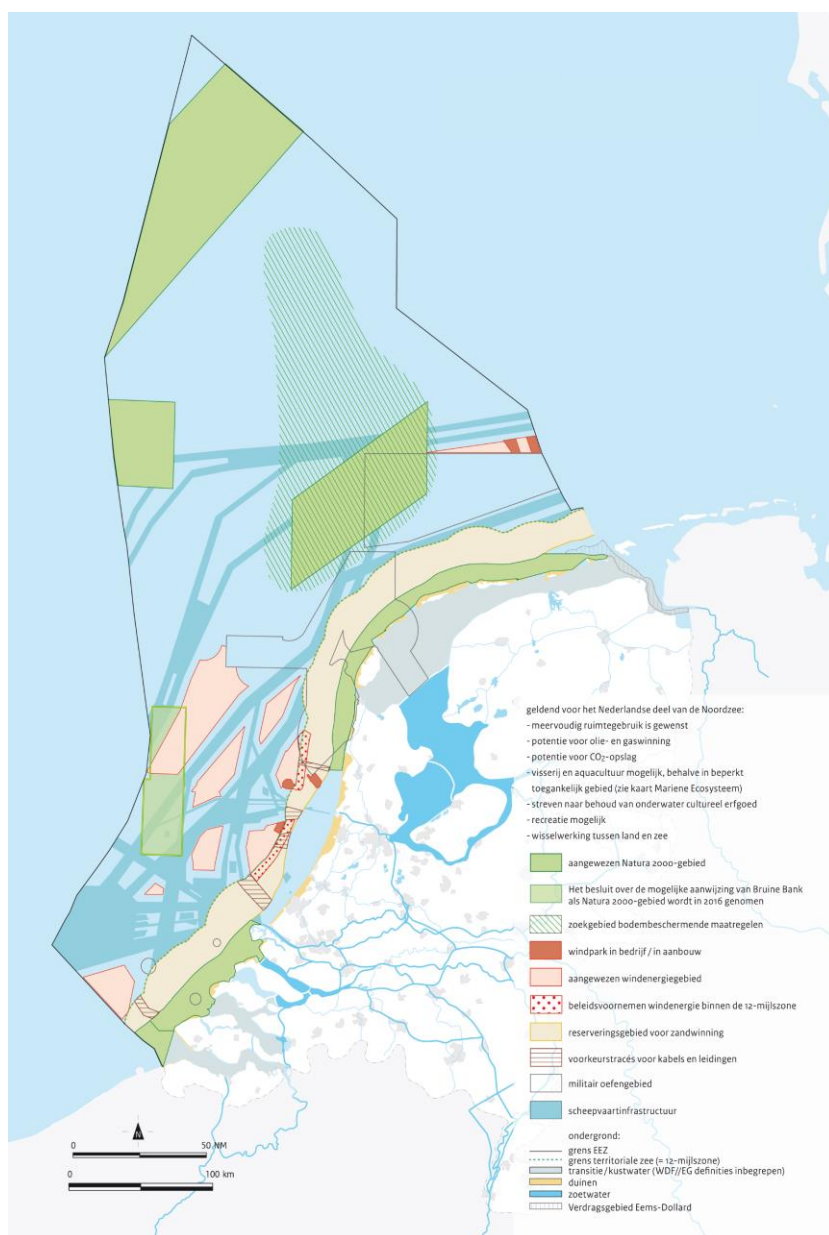 geldend voor het Nederlandse deel van de Noordzee:
- meervoudig ruimtegebruik is gewenst
- potentie voor olie- en gaswinning
- potentie voor CO₂-opslag
- visserij en aquacultuur mogelijk, behalve in beperkt
toegankelijk gebied (zie kaart Mariene Ecosysteem)
- streven naar behoud van onderwater cultureel erfgoed
- recreatie mogelijk
- wisselwerking tussen land en zee
aangewezen Natura 2000-gebied
Het besluit over de mogelijke aanwijzing van Bruine Bank
als Natura 2000-gebied wordt in 2016 genomen
zoekgebied bodembeschermende maatregelen
windpark in bedrijf / in aanbouw
aangewezen windenergiegebied
beleidsvoornemen windenergie binnen de 12-mijlszone
reserveringsgebied voor zandwinning
voorkeurstracés voor kabels en leidingen
militair oefengebied
scheepvaartinfrastructuur
ondergrond:
grens EEZ
grens territoriale zee (= 12-mijlszone)
transitie/kustwater (WDF//EG definities inbegrepen)
duinen
zoetwater
Verdragsgebied Eems-Dollard
N
0 50 NM
0 100 km